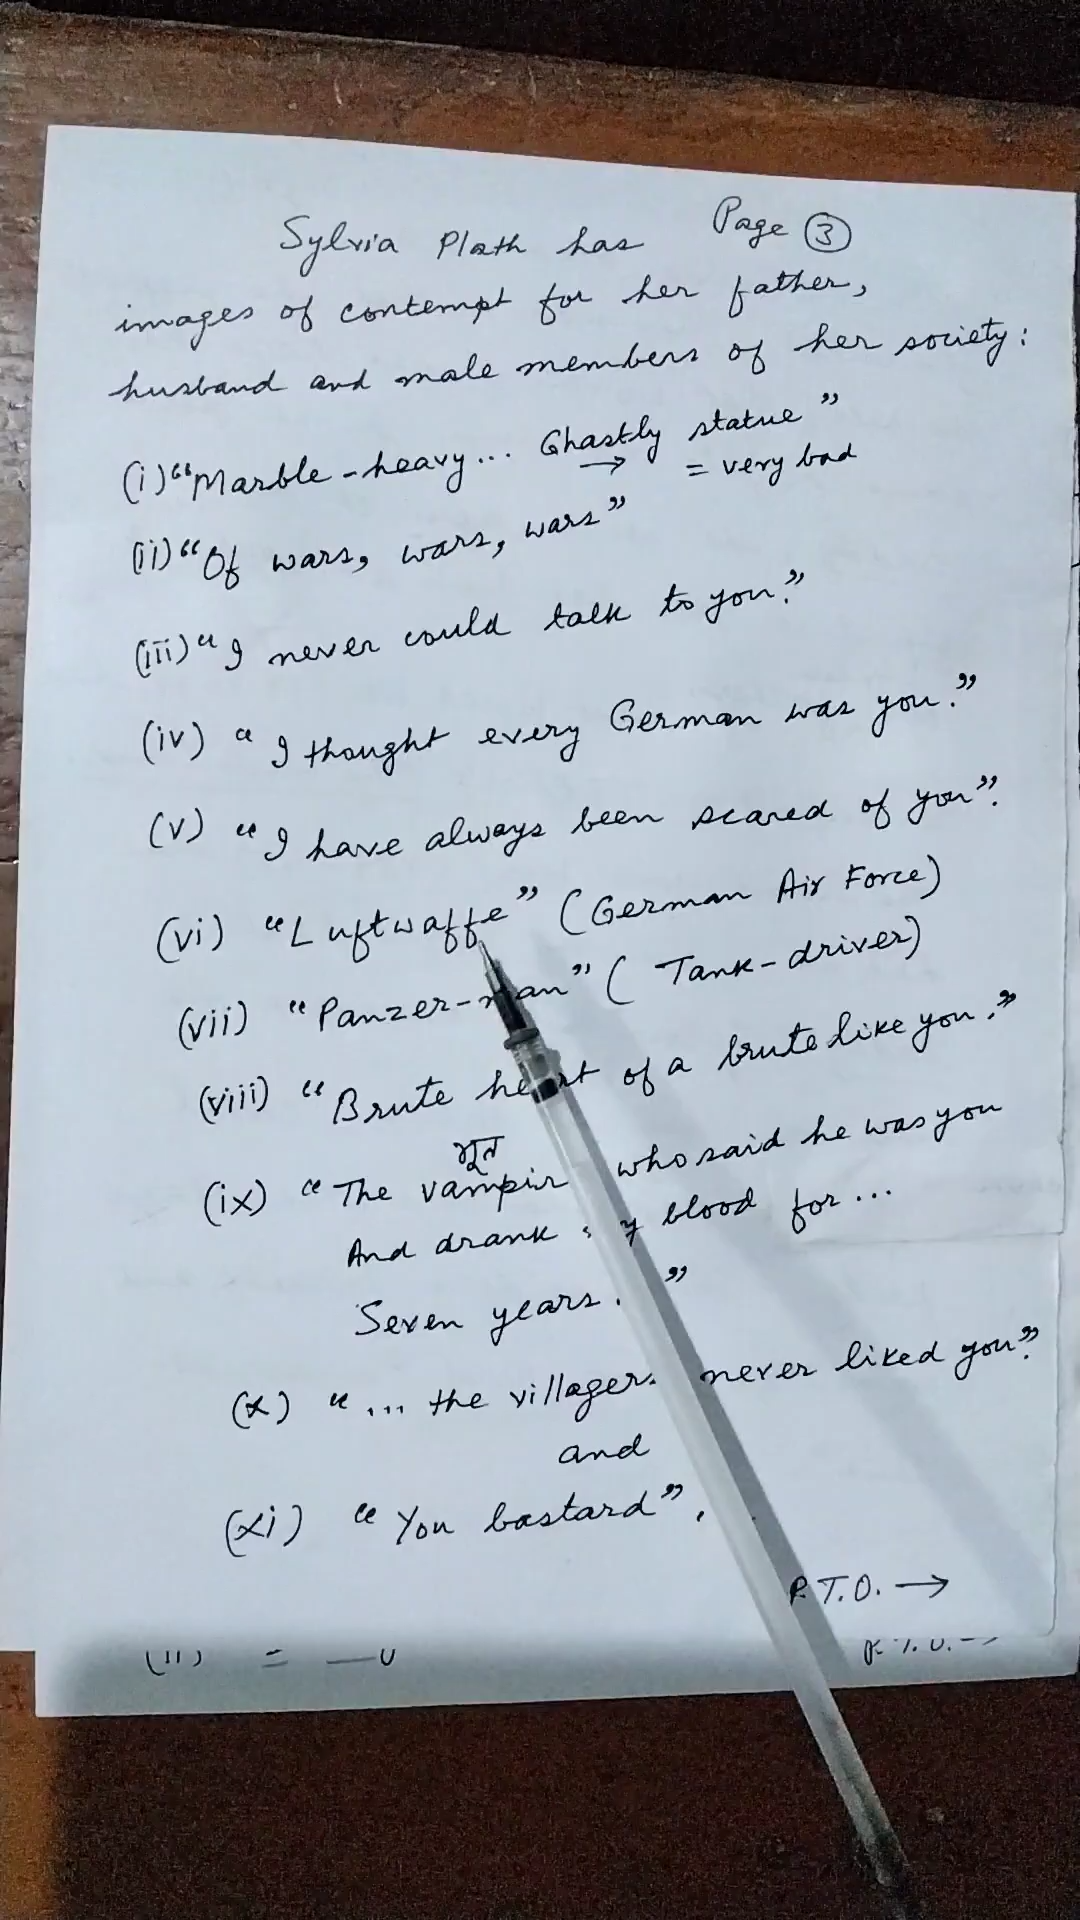 Page ③
Sylvia Plath has
images of contempt for her father,
husband and male members of her society:
(i) “Marble-heavy... Ghastly statue”
→ = very bad
(ii) “Of wars, wars, wars”
(iii) “I never could talk to you.”
(iv) “I thought every German was you.”
(v) “I have always been scared of you”.
(vi) “Luftwaffe” (German Air Force)
(vii) “Panzer-man” (Tank-driver)
(viii) “Brute heart of a brute like you.”
(ix) “The vampire who said he was you
And drank my blood for...
Seven years.”
(x) “... the villagers never liked you.”
and
(xi) “You bastard”.
P.T.O. →
(ii) =
P.T.O. →